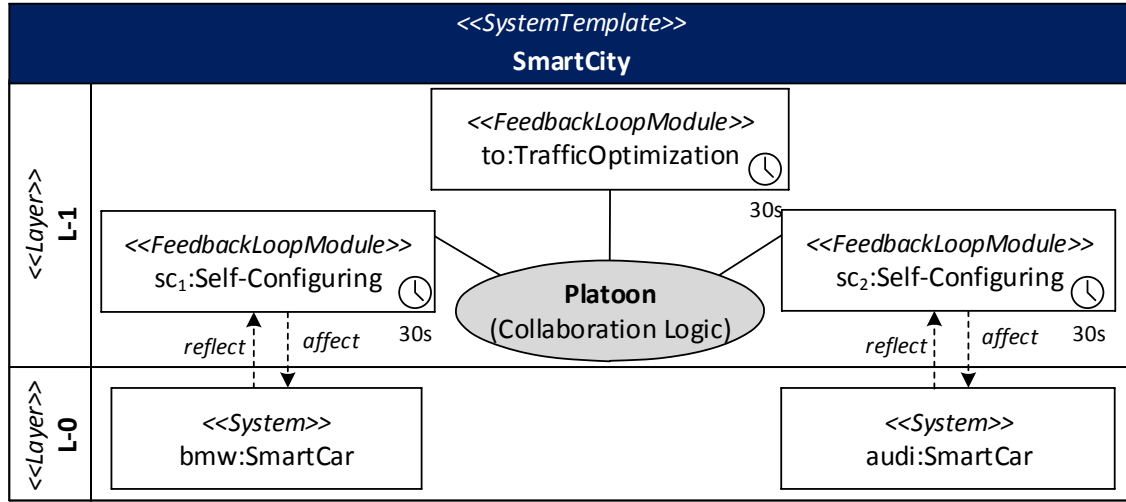 <<SystemTemplate>>
SmartCity
<<Layer>>
L-1
<<FeedbackLoopModule>>
to:TrafficOptimization
30s
<<FeedbackLoopModule>>
sc₁:Self-Configuring
30s
Platoon
(Collaboration Logic)
<<FeedbackLoopModule>>
sc₂:Self-Configuring
30s
reflect
affect
reflect
affect
<<Layer>>
L-0
<<System>>
bmw:SmartCar
<<System>>
audi:SmartCar